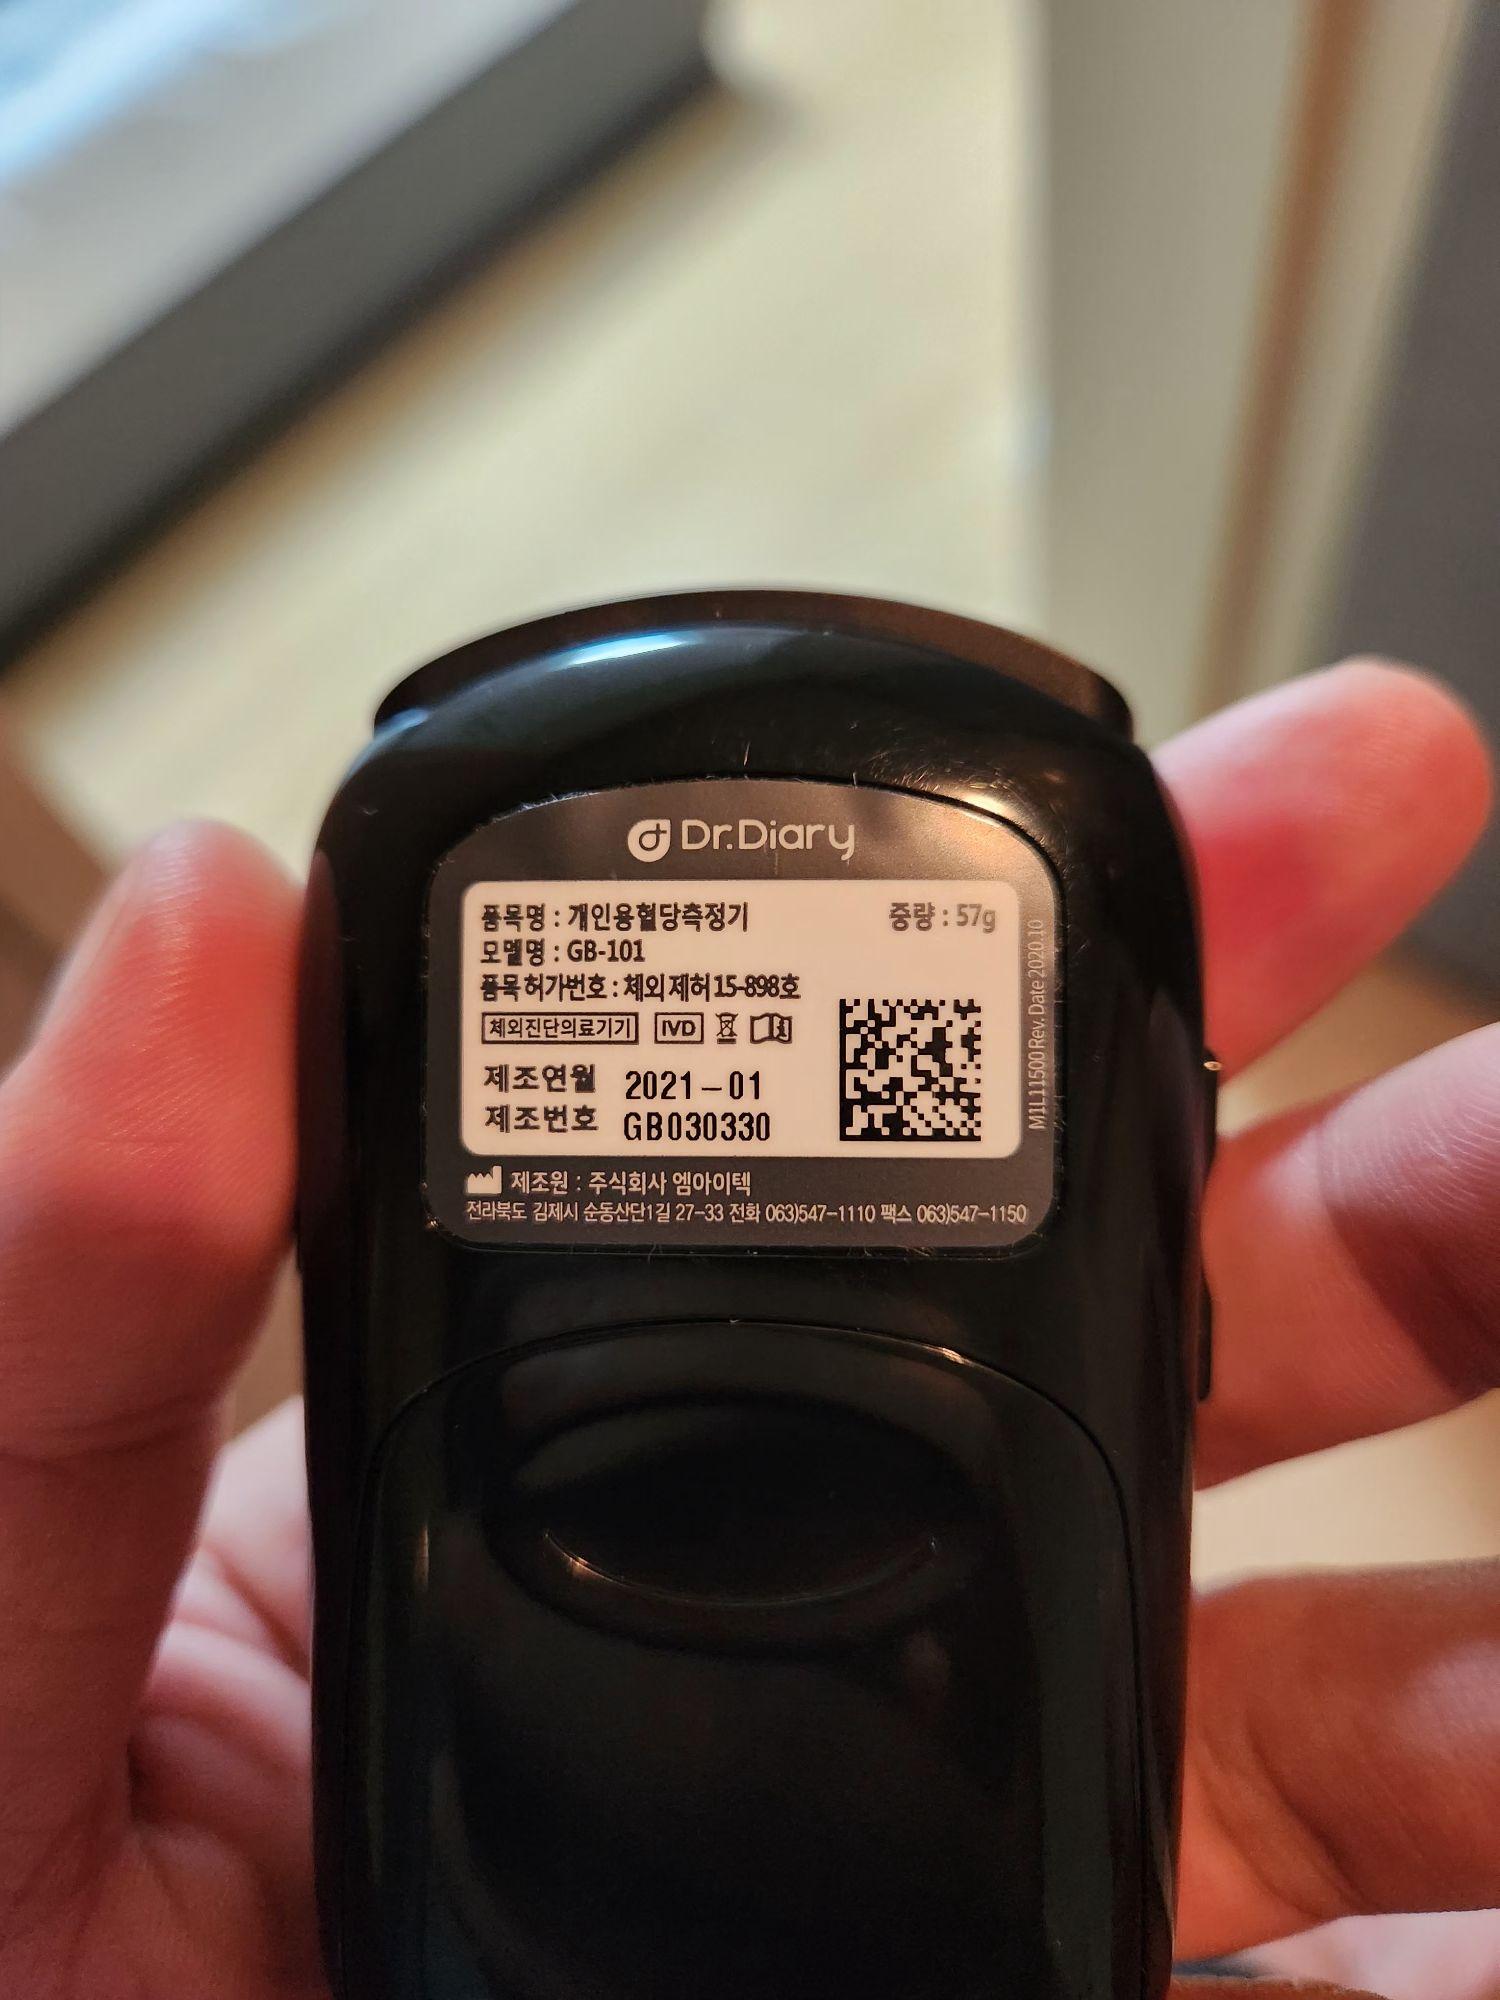 Dr.Diary
품목명 : 개인용혈당측정기 중량 : 57g
모델명 : GB-101
품목허가번호 : 체외제허15-898호
체외진단의료기기 IVD
제조연월 2021-01
제조번호 GB030330
M1L11500 Rev. Date 2020.10
제조원 : 주식회사 엠아이텍
전라북도 김제시 순동산단1길 27-33 전화 063)547-1110 팩스 063)547-1150